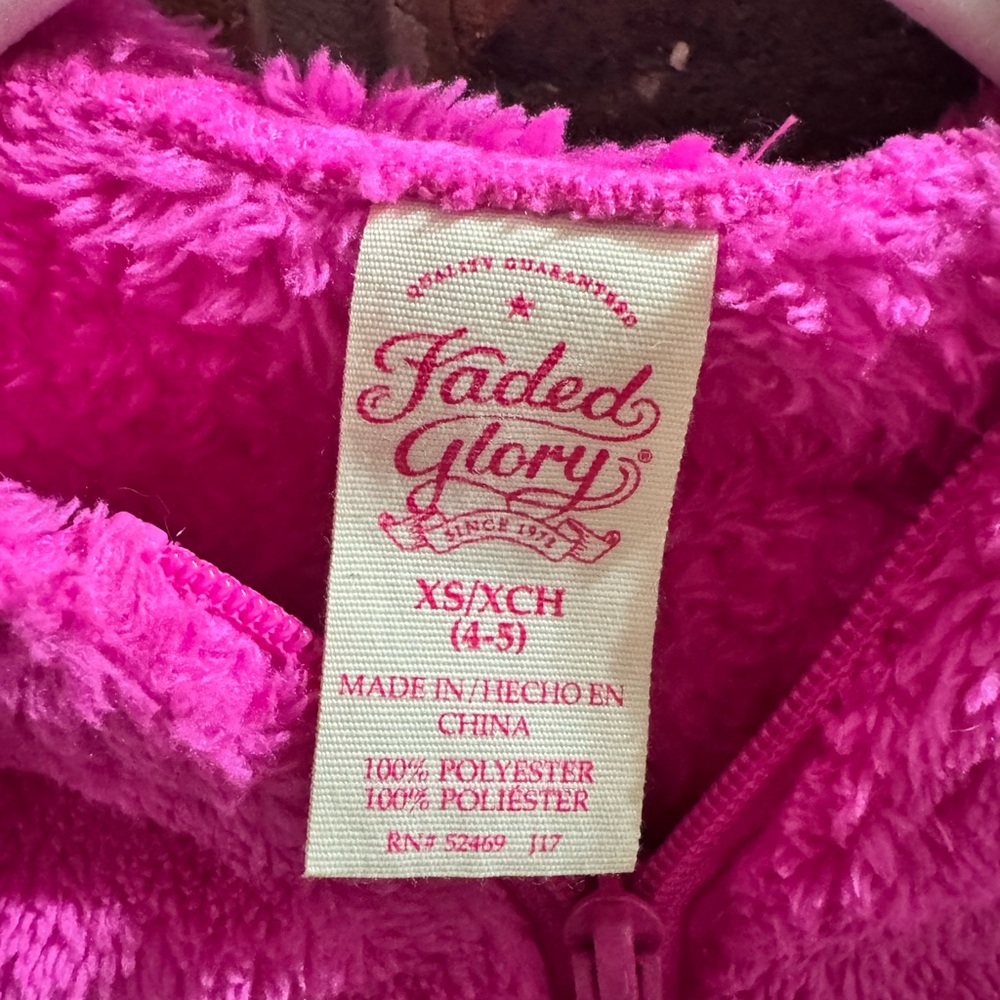 QUALITY GUARANTEED
Faded
Glory®
SINCE 1972
XS/XCH
(4-5)
MADE IN/HECHO EN
CHINA
100% POLYESTER
100% POLIÉSTER
RN# 52469 J17